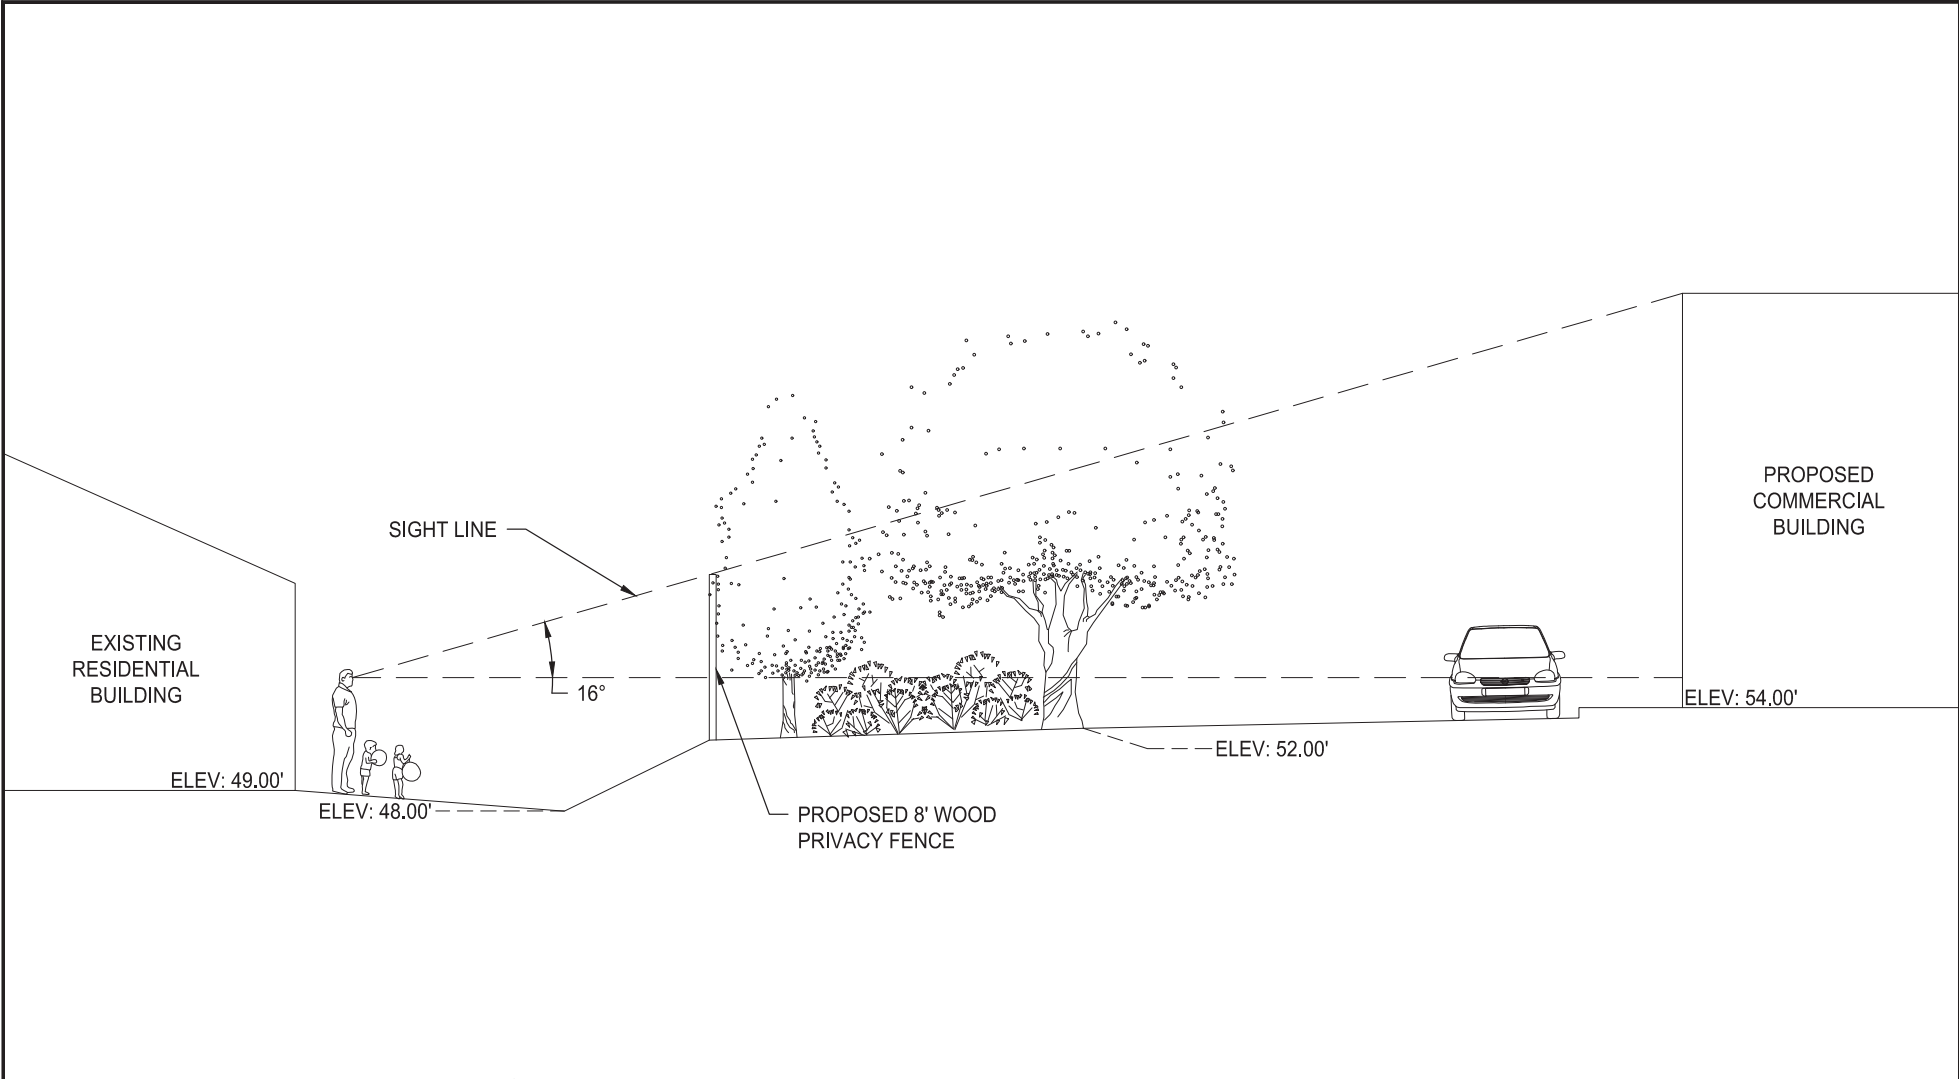 SIGHT LINE
16°
EXISTING
RESIDENTIAL
BUILDING
ELEV: 49.00'
ELEV: 48.00'
PROPOSED 8' WOOD
PRIVACY FENCE
ELEV: 52.00'
PROPOSED
COMMERCIAL
BUILDING
ELEV: 54.00'